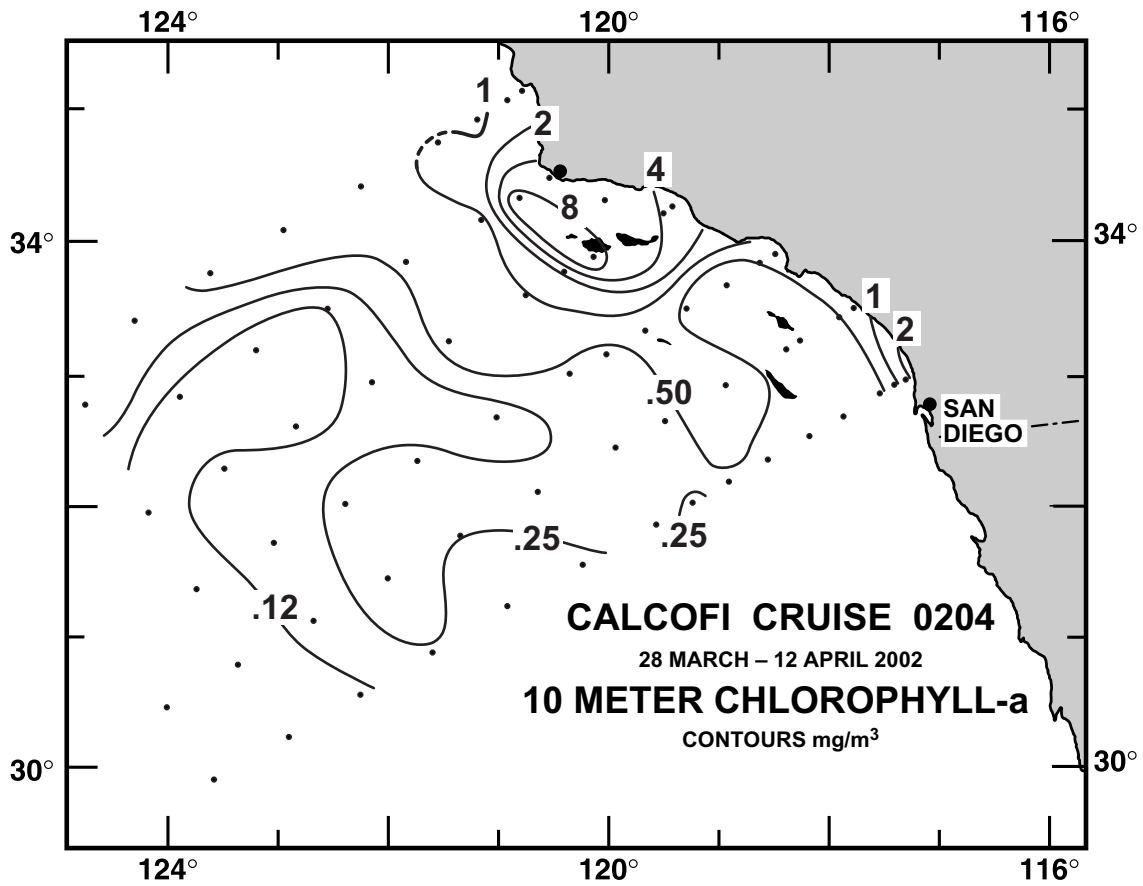 124° 120° 116°
1
2
4
8
34° 34°
1
2
.50
SAN
DIEGO
.25 .25
.12
CALCOFI CRUISE 0204
28 MARCH – 12 APRIL 2002
10 METER CHLOROPHYLL-a
CONTOURS mg/m³
30° 30°
124° 120° 116°